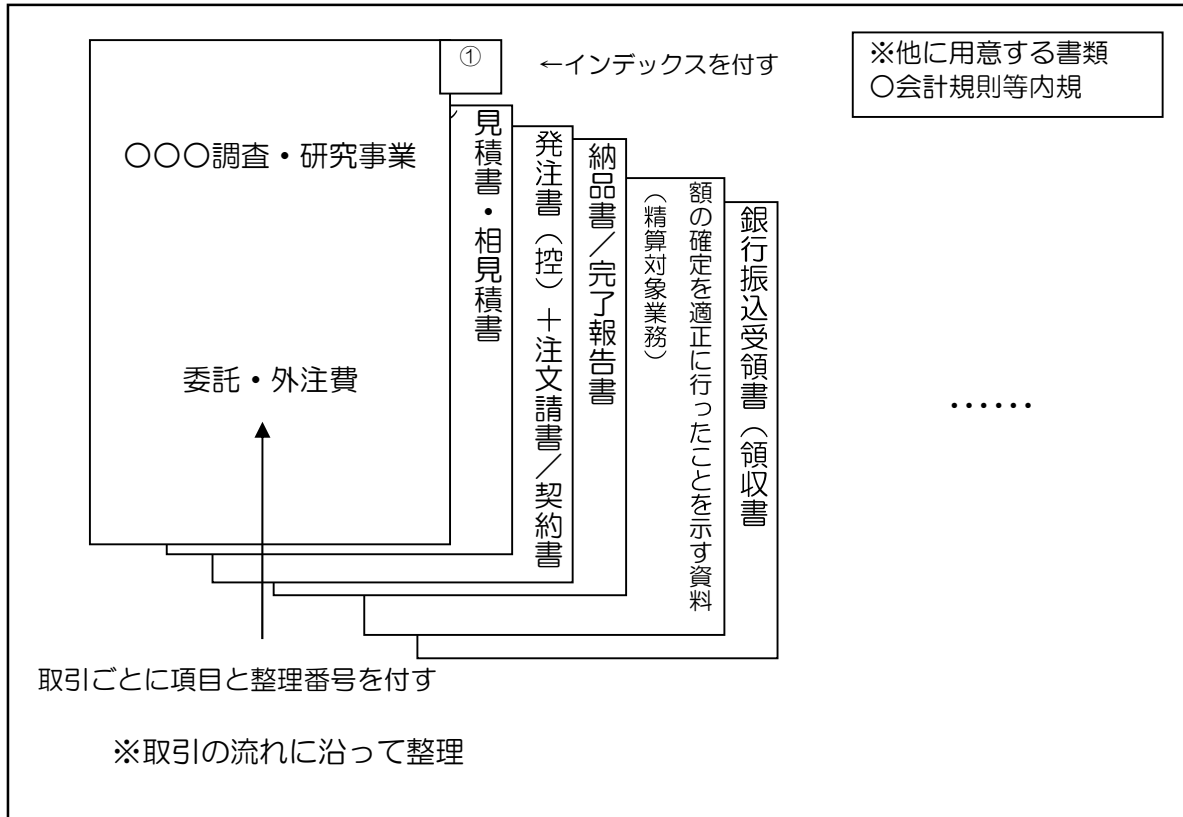 ①
←インデックスを付す
※他に用意する書類
○会計規則等内規
○○○調査・研究事業
委託・外注費
見積書・相見積書
発注書（控）＋注文請書／契約書
納品書／完了報告書
額の確定を適正に行ったことを示す資料
（精算対象業務）
銀行振込受領書（領収書
……
取引ごとに項目と整理番号を付す
※取引の流れに沿って整理